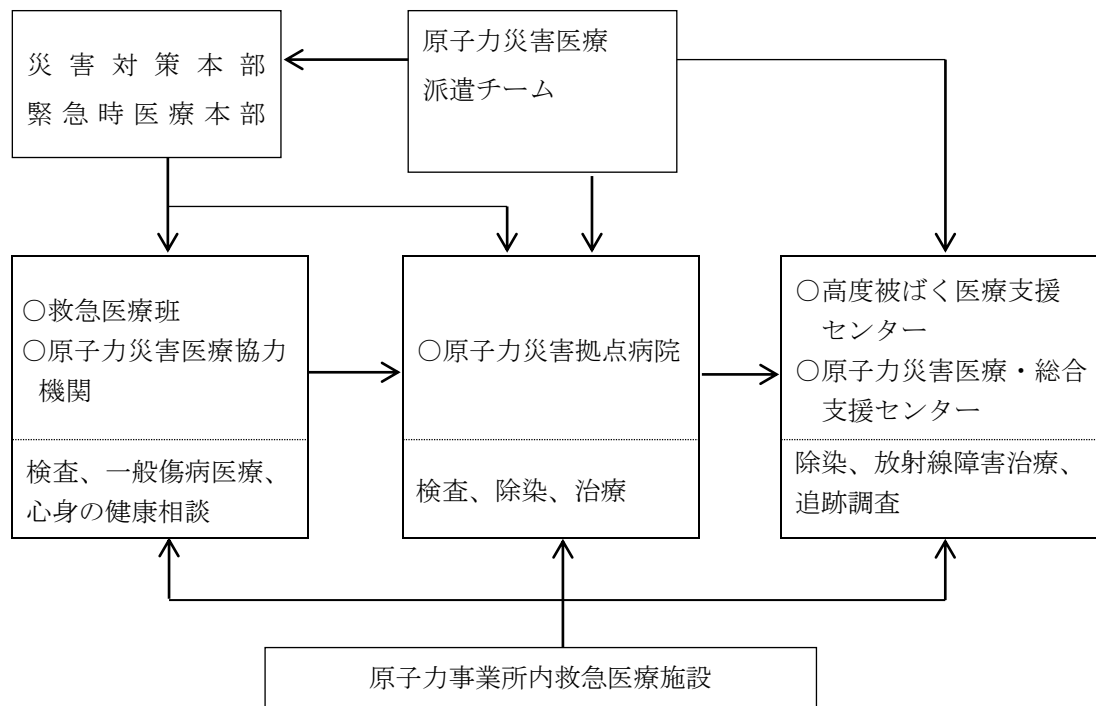 災害対策本部
緊急時医療本部
原子力災害医療
派遣チーム
○救急医療班
○原子力災害医療協力
機関
検査、一般傷病医療、
心身の健康相談
○原子力災害拠点病院
検査、除染、治療
○高度被ばく医療支援
センター
○原子力災害医療・総合
支援センター
除染、放射線障害治療、
追跡調査
原子力事業所内救急医療施設